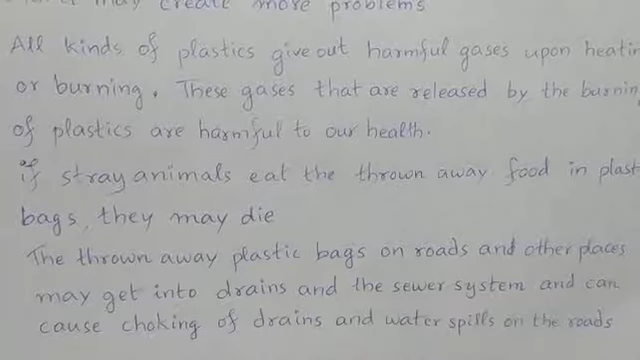 may create more problems
All kinds of plastics give out harmful gases upon heatin
or burning. These gases that are released by the burnin
of plastics are harmful to our health.
if stray animals eat the thrown away food in plast
bags, they may die
The thrown away plastic bags on roads and other places
may get into drains and the sewer system and can
cause choking of drains and water spills on the roads